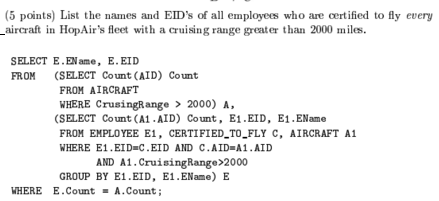 (5 points) List the names and EID's of all employees who are certified to fly every
aircraft in HopAir's fleet with a cruising range greater than 2000 miles.
SELECT E.EName, E.EID
FROM (SELECT Count(AID) Count
FROM AIRCRAFT
WHERE CrusingRange > 2000) A,
(SELECT Count(A1.AID) Count, E1.EID, E1.EName
FROM EMPLOYEE E1, CERTIFIED_TO_FLY C, AIRCRAFT A1
WHERE E1.EID=C.EID AND C.AID=A1.AID
AND A1.CruisingRange>2000
GROUP BY E1.EID, E1.EName) E
WHERE E.Count = A.Count;